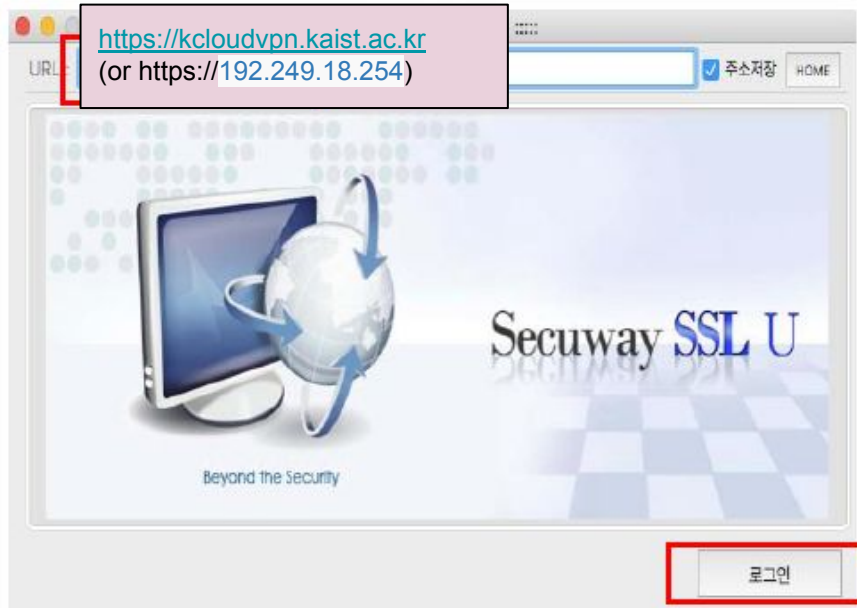 https://kcloudvpn.kaist.ac.kr
(or https://192.249.18.254)
URL:
주소저장
HOME
Secuway SSL U
Beyond the Security
로그인